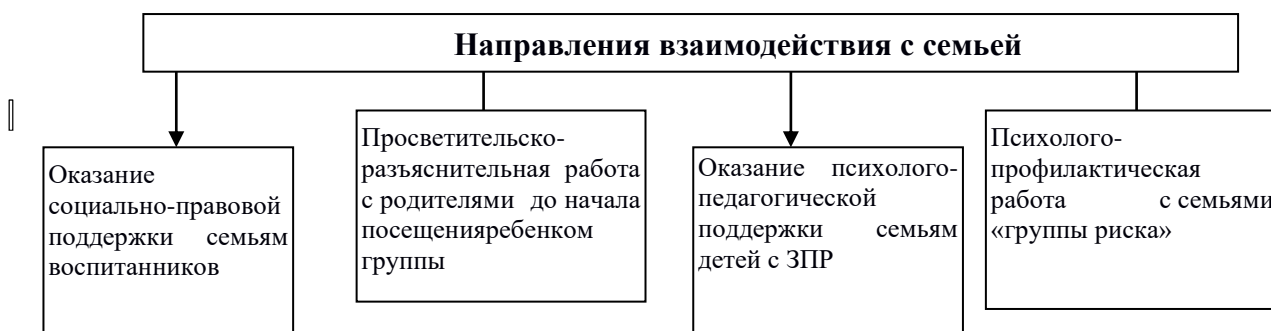 Направления взаимодействия с семьей
Оказание
социально-правовой
поддержки семьям
воспитанников
Просветительско-
разъяснительная работа
с родителями до начала
посещенияребенком
группы
Оказание психолого-
педагогической
поддержки семьям
детей с ЗПР
Психолого-
профилактическая
работа с семьями
«группы риска»